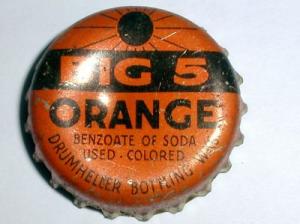 BIG 5
ORANGE
BENZOATE OF SODA
USED - COLORED
DRUMHELLER BOTTLING